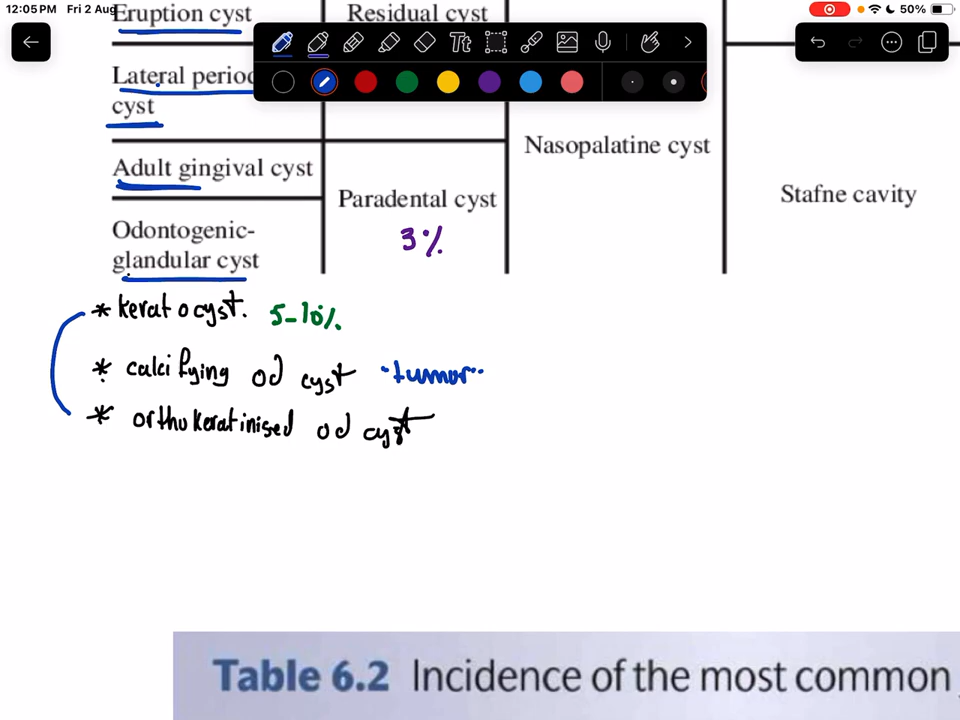 12:05 PM Fri 2 Aug
50%
Eruption cyst
Residual cyst
Tt
Lateral
cyst
Adult gingival cyst
Paradental cyst
3%
Nasopalatine cyst
Stafne cavity
Odontogenic-
glandular cyst
* keratocyst. 5-10%
* calcifying od cyst "tumor"
* orthokeratinised od cyst
Table 6.2 Incidence of the most common